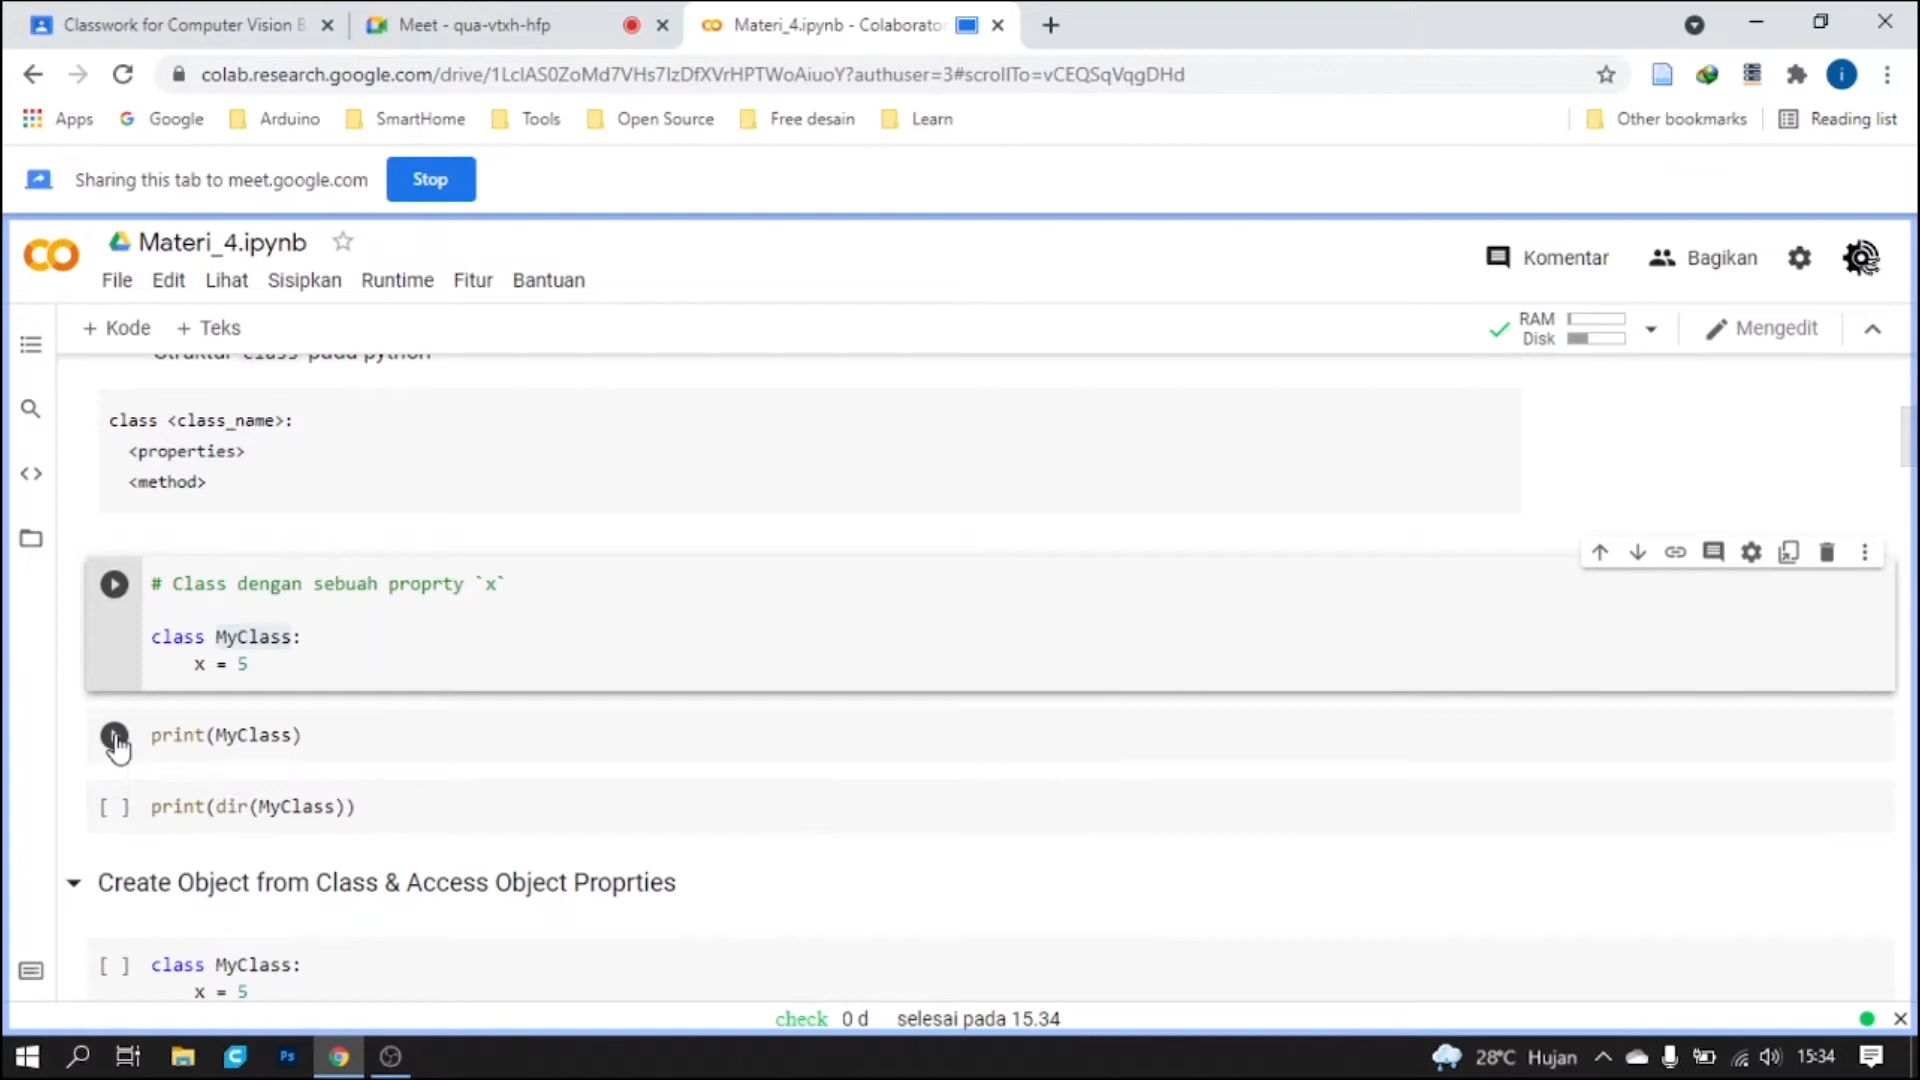 Classwork for Computer Vision B
Meet - qua-vtxh-hfp
Materi_4.ipynb - Colaborator
colab.research.google.com/drive/1LclAS0ZoMd7VHs7IzDfXVrHPTWoAiuoY?authuser=3#scrollTo=vCEQSqVqgDHd
i
Apps
Google
Arduino
SmartHome
Tools
Open Source
Free desain
Learn
Other bookmarks
Reading list
Sharing this tab to meet.google.com
Stop
Materi_4.ipynb
Komentar
Bagikan
File Edit Lihat Sisipkan Runtime Fitur Bantuan
+ Kode + Teks
RAM
Disk
Mengedit
Struktur class pada python
class <class_name>:
<properties>
<method>
# Class dengan sebuah proprty `x`
class MyClass:
x = 5
print(MyClass)
[ ] print(dir(MyClass))
Create Object from Class & Access Object Proprties
[ ] class MyClass:
x = 5
check 0 d selesai pada 15.34
Ps
28°C Hujan
15:34